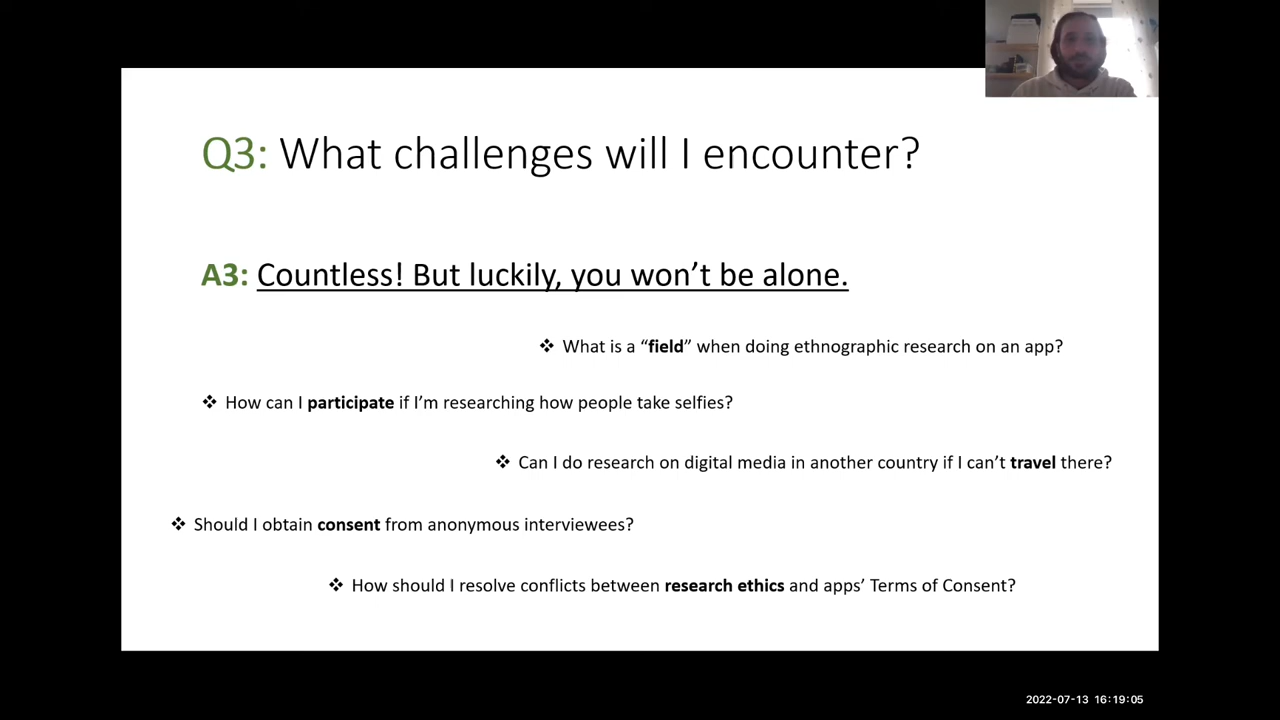 Q3: What challenges will I encounter?
A3: Countless! But luckily, you won’t be alone.
❖ What is a “field” when doing ethnographic research on an app?
❖ How can I participate if I’m researching how people take selfies?
❖ Can I do research on digital media in another country if I can’t travel there?
❖ Should I obtain consent from anonymous interviewees?
❖ How should I resolve conflicts between research ethics and apps’ Terms of Consent?
2022-07-13 16:19:05